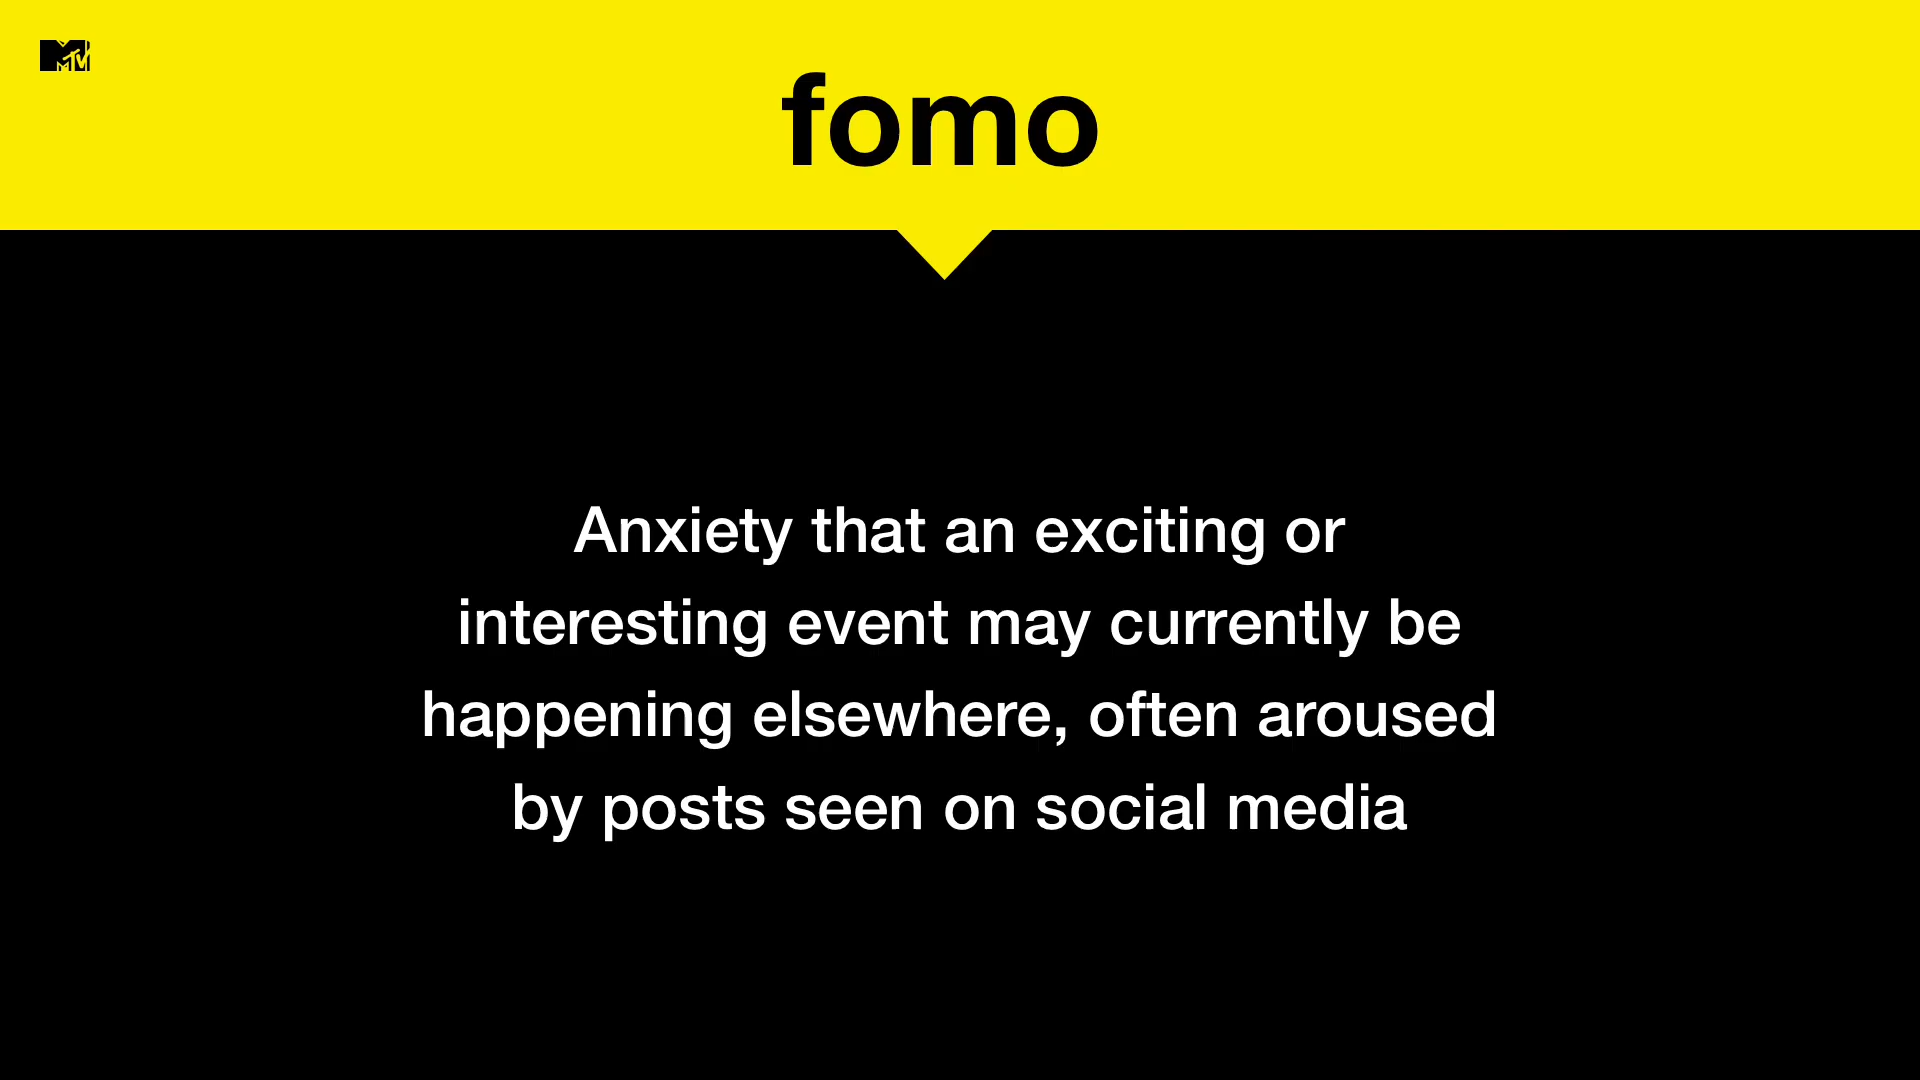 MTV
fomo
Anxiety that an exciting or
interesting event may currently be
happening elsewhere, often aroused
by posts seen on social media